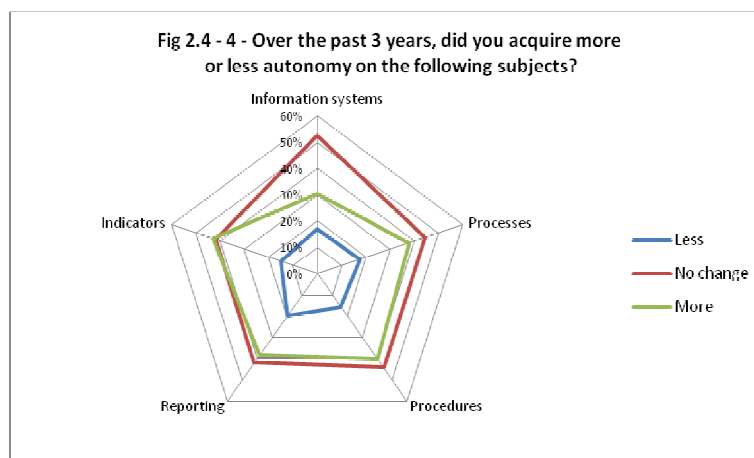 Fig 2.4 - 4 - Over the past 3 years, did you acquire more
or less autonomy on the following subjects?
Information systems
60%
50%
40%
30%
20%
10%
0%
Indicators
Processes
Reporting
Procedures
Less
No change
More